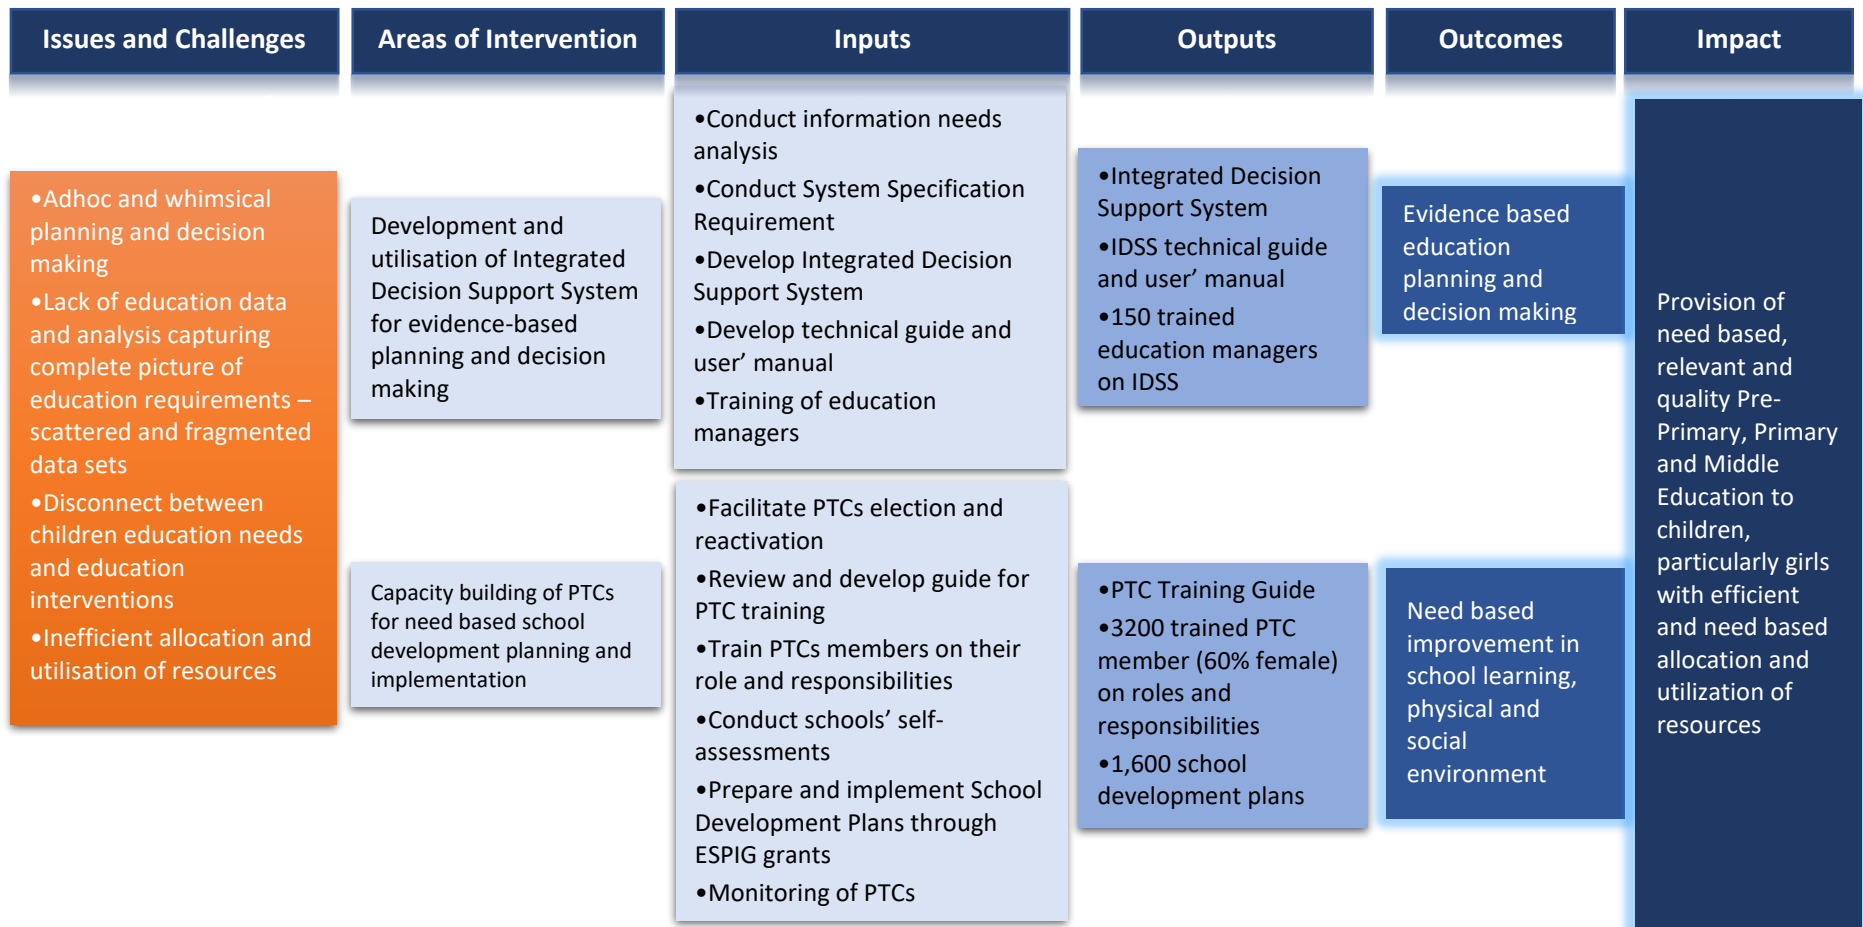 Issues and Challenges
Areas of Intervention
Inputs
Outputs
Outcomes
Impact
•Adhoc and whimsical
planning and decision
making
•Lack of education data
and analysis capturing
complete picture of
education requirements –
scattered and fragmented
data sets
•Disconnect between
children education needs
and education
interventions
•Inefficient allocation and
utilisation of resources
Development and
utilisation of Integrated
Decision Support System
for evidence-based
planning and decision
making
Capacity building of PTCs
for need based school
development planning and
implementation
•Conduct information needs
analysis
•Conduct System Specification
Requirement
•Develop Integrated Decision
Support System
•Develop technical guide and
user’ manual
•Training of education
managers
•Facilitate PTCs election and
reactivation
•Review and develop guide for
PTC training
•Train PTCs members on their
role and responsibilities
•Conduct schools’ self-
assessments
•Prepare and implement School
Development Plans through
ESPIG grants
•Monitoring of PTCs
•Integrated Decision
Support System
•IDSS technical guide
and user’ manual
•150 trained
education managers
on IDSS
•PTC Training Guide
•3200 trained PTC
member (60% female)
on roles and
responsibilities
•1,600 school
development plans
Evidence based
education
planning and
decision making
Need based
improvement in
school learning,
physical and
social
environment
Provision of
need based,
relevant and
quality Pre-
Primary, Primary
and Middle
Education to
children,
particularly girls
with efficient
and need based
allocation and
utilization of
resources